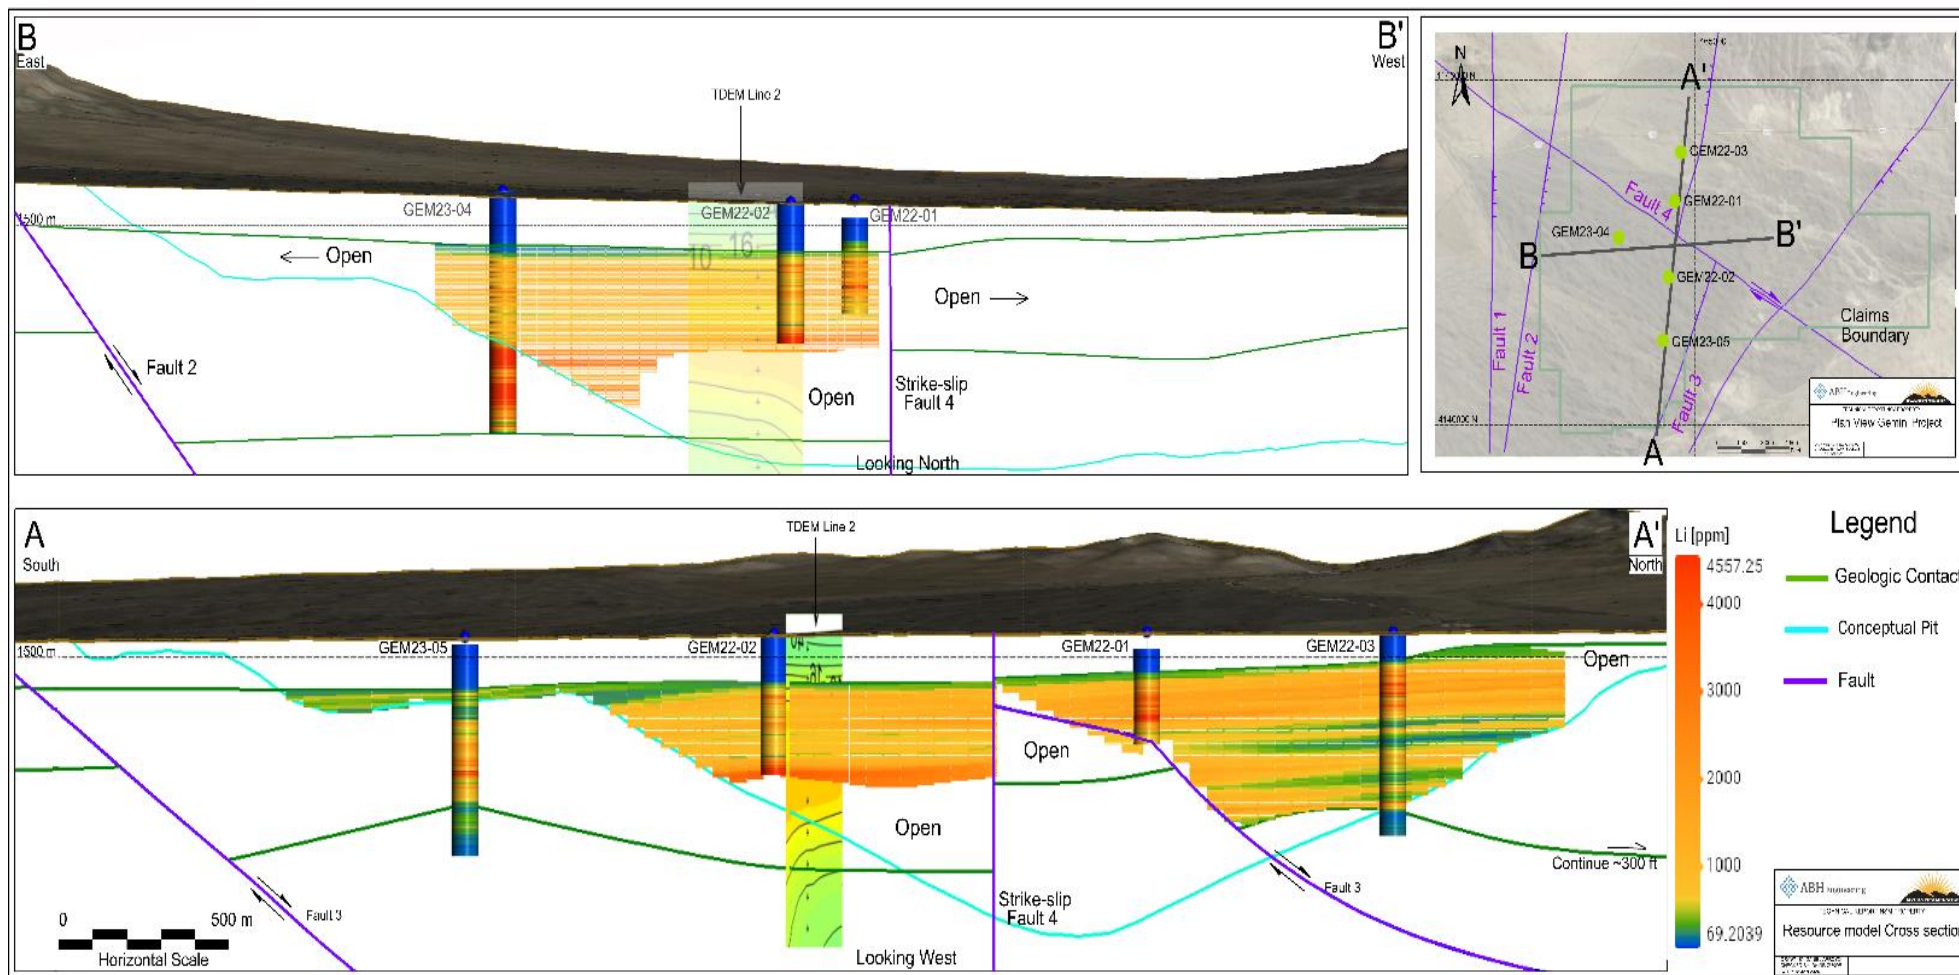 B
East
B'
West
TDEM Line 2
GEM23-04
GEM22-02
GEM22-01
1500 m
10
16
Open
Open
Open
Fault 2
Strike-slip
Fault 4
Looking North
N
A'
GEM22-03
Fault 4
GEM22-01
GEM23-04
B
B'
GEM22-02
Claims
Boundary
Fault 1
Fault 2
GEM23-05
Fault 3
4140000 N
A
ABH Engineering
Plan View Gemini Project
A
South
TDEM Line 2
A'
North
GEM23-05
GEM22-02
GEM22-01
GEM22-03
1500 m
Open
Open
Open
Continue ~300 ft
Fault 3
Fault 3
Strike-slip
Fault 4
0 500 m
Horizontal Scale
Looking West
Li [ppm]
4557.25
4000
3000
2000
1000
69.2039
Legend
Geologic Contact
Conceptual Pit
Fault
ABH Engineering
Resource model Cross section